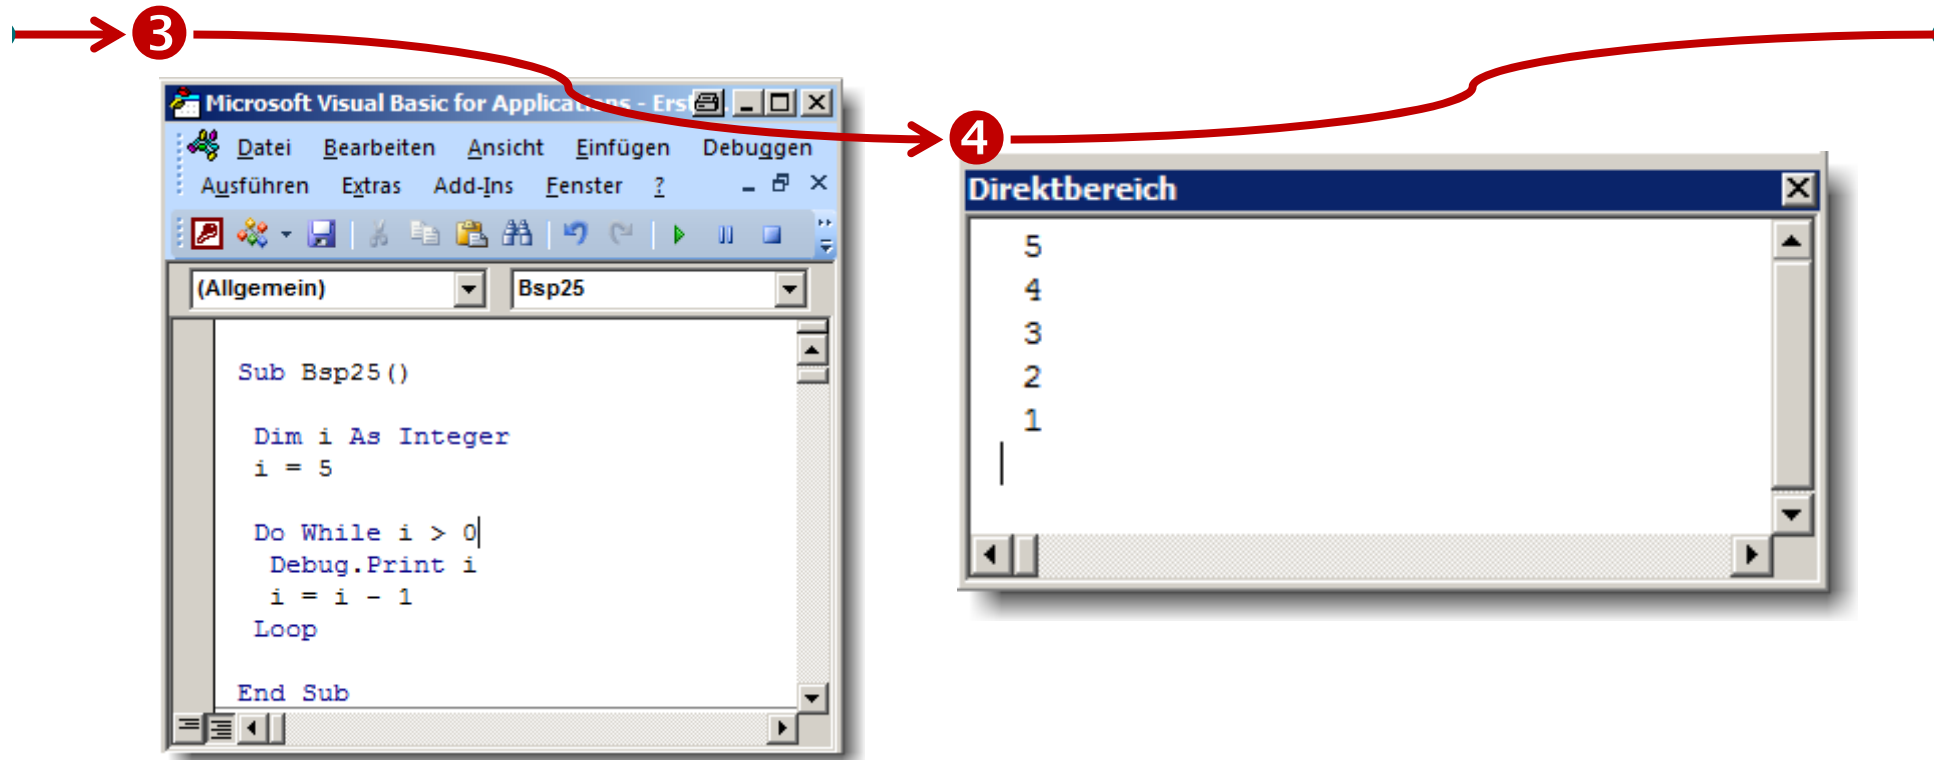 3
Microsoft Visual Basic for Applications - Erst
Datei Bearbeiten Ansicht Einfügen Debuggen
Ausführen Extras Add-Ins Fenster ?
(Allgemein) Bsp25
Sub Bsp25()
Dim i As Integer
i = 5
Do While i > 0
Debug.Print i
i = i - 1
Loop
End Sub
4
Direktbereich
5
4
3
2
1